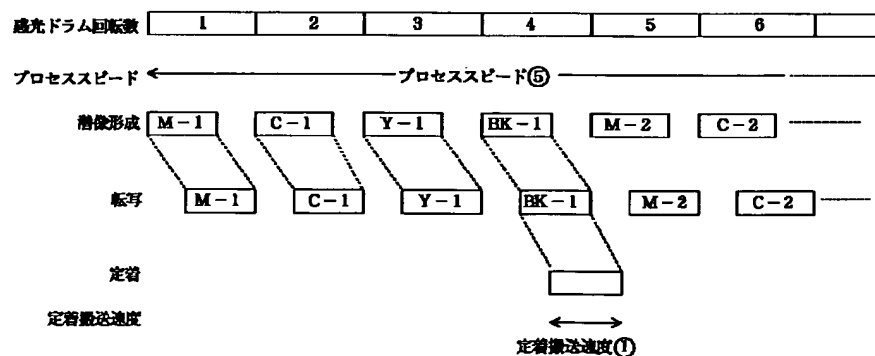 感光ドラム回転数 1 2 3 4 5 6
プロセススピード プロセススピード⑤
潜像形成 M-1 C-1 Y-1 BK-1 M-2 C-2
転写 M-1 C-1 Y-1 BK-1 M-2 C-2
定着
定着搬送速度
定着搬送速度①